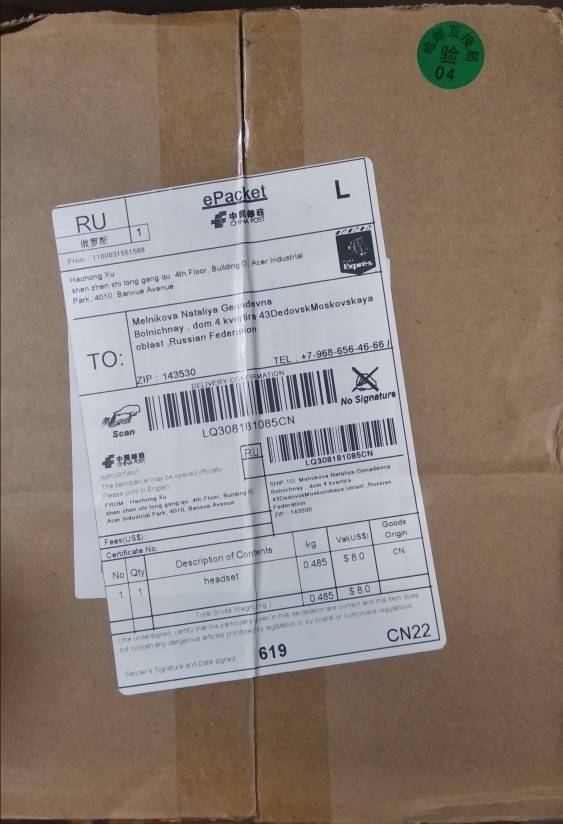 哈邮互换局
验
04
ePacket
L
RU
俄罗斯
1
中国邮政
CHINA POST
From : 1100031551588
Haohong Xu
shen zhen shi long gang qu 4th Floor, Building D, Acer Industrial
Park, 4010, Banxue Avenue
Exprés
TO:
Melnikova Nataliya Genadevna
Bolnichnay , dom 4 kvartira 43DedovskMoskovskaya
oblast ,Russian Federation
ZIP : 143530
TEL : +7-968-656-46-66 /
DELIVERY CONFIRMATION
Scan
LQ308181085CN
No Signature
中国邮政
CHINA POST
RU
LQ308181085CN
IMPORTANT :
The item/parcel may be opened officially.
Please print in English.
FROM : Haohong Xu
shen zhen shi long gang qu 4th Floor, Building D,
Acer Industrial Park, 4010, Banxue Avenue
SHIP TO: Melnikova Nataliya Genadevna
Bolnichnay , dom 4 kvartira
43DedovskMoskovskaya oblast ,Russian
Federation
ZIP : 143530
Fees(US$):
Certificate No.
No Qty Description of Contents kg Val(US$) Goods Origin
1 1 headset 0.485 $ 8.0 CN
Total Gross Weight(Kg.) 0.485 $ 8.0
I,the undersigned, certify that the particulars given in this declaration are correct and this item does
not contain any dangerous articles prohibited by legislation or by postal or customers regulations.
Sender's Signature and Date signed
619
CN22